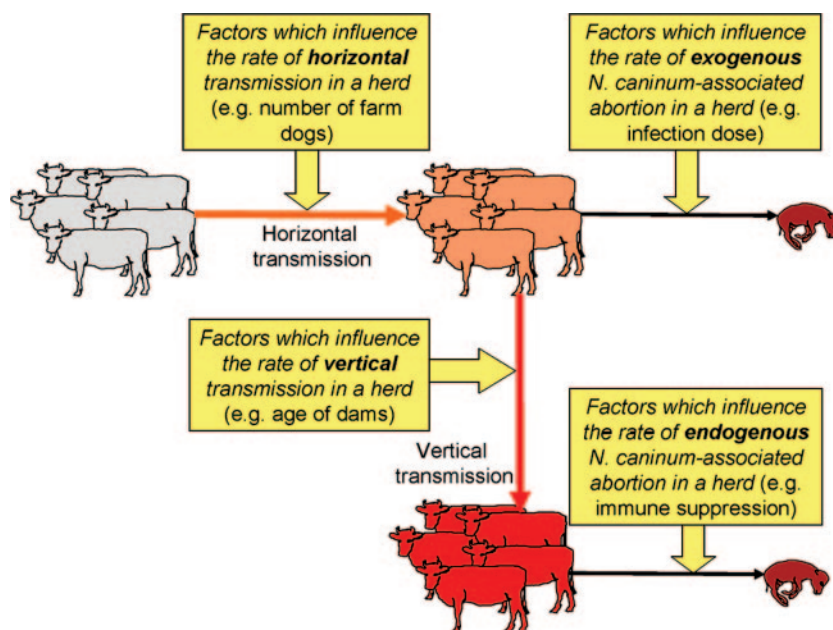 Factors which influence
the rate of horizontal
transmission in a herd
(e.g. number of farm
dogs)
Factors which influence
the rate of exogenous
N. caninum-associated
abortion in a herd (e.g.
infection dose)
Horizontal
transmission
Factors which influence
the rate of vertical
transmission in a herd
(e.g. age of dams)
Vertical
transmission
Factors which influence
the rate of endogenous
N. caninum-associated
abortion in a herd (e.g.
immune suppression)